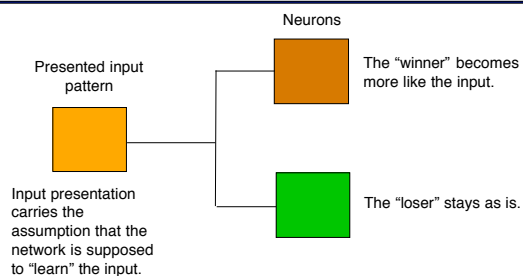 Neurons
Presented input
pattern
The “winner” becomes
more like the input.
Input presentation
carries the
assumption that the
network is supposed
to “learn” the input.
The “loser” stays as is.